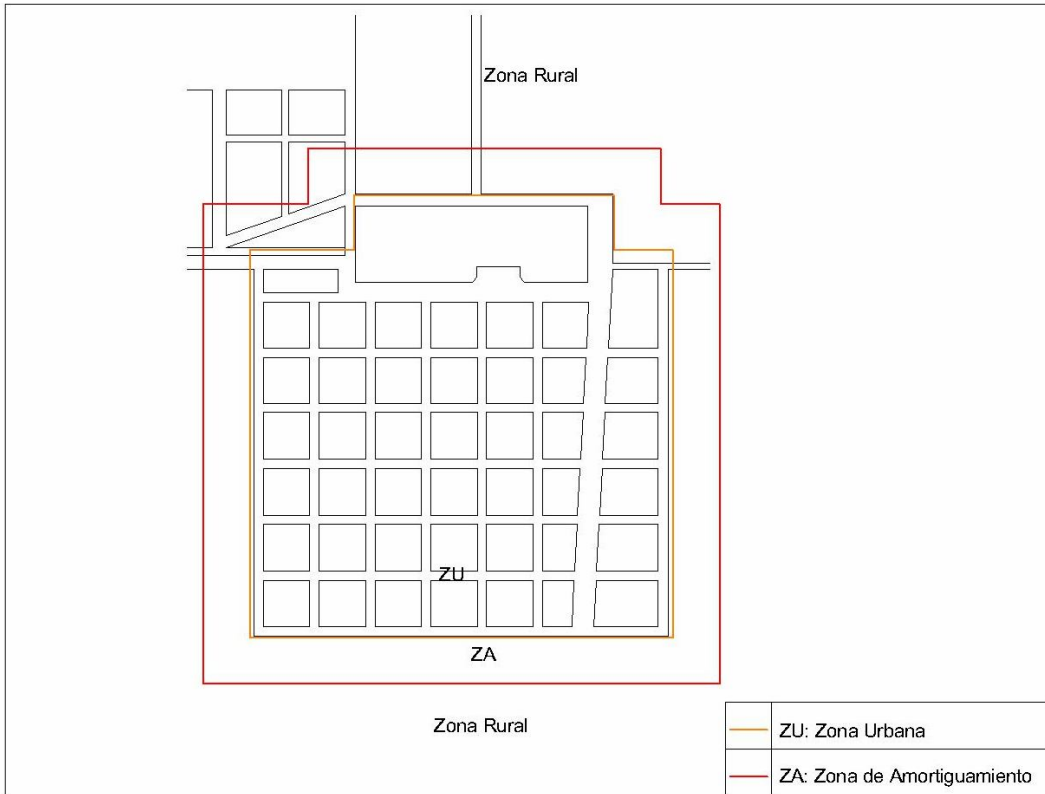 Zona Rural
ZU
ZA
Zona Rural
ZU: Zona Urbana
ZA: Zona de Amortiguamiento